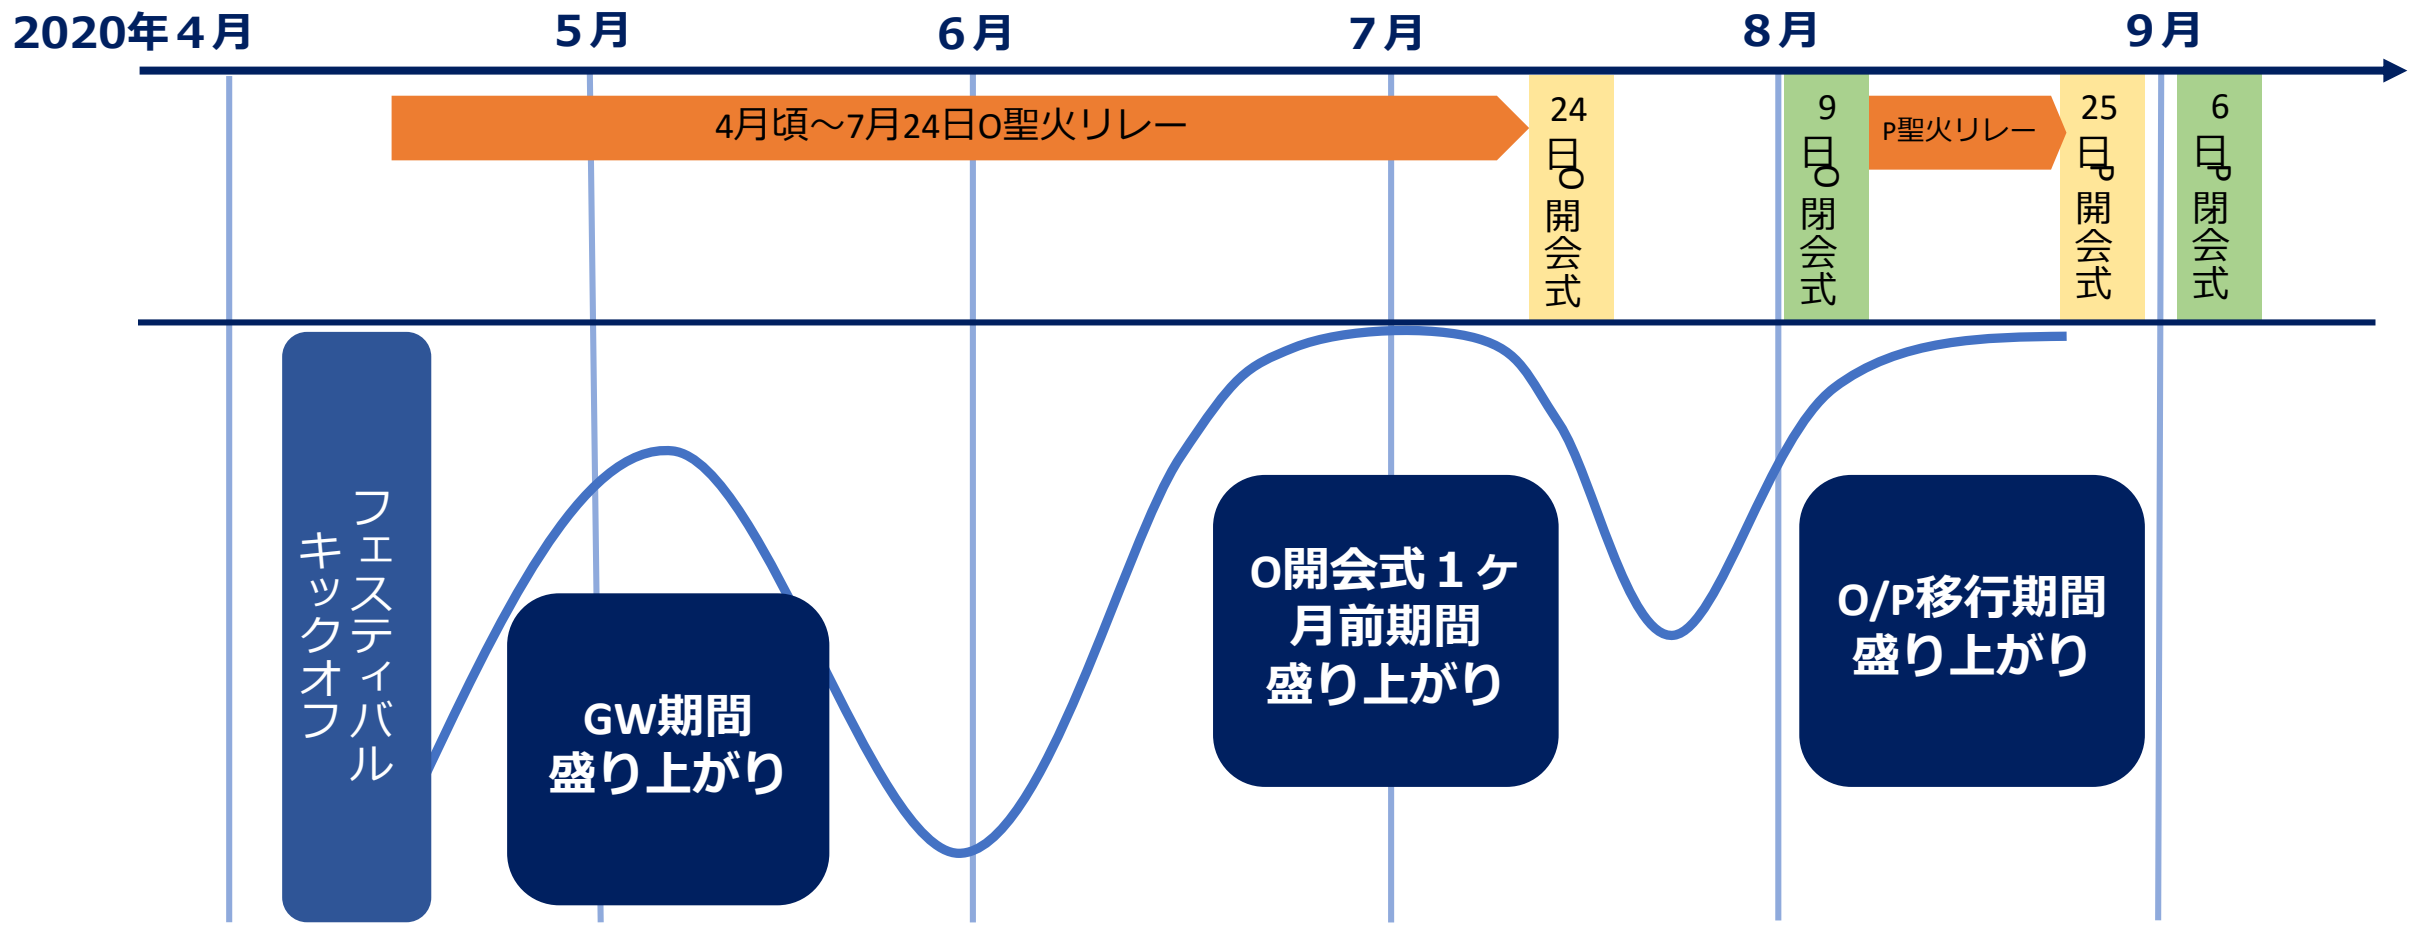 2020年４月
５月
６月
７月
８月
９月
4月頃～7月24日O聖火リレー
24日O開会式
9日O閉会式
P聖火リレー
25日P開会式
6日P閉会式
フェスティバル
キックオフ
GW期間
盛り上がり
O開会式１ヶ
月前期間
盛り上がり
O/P移行期間
盛り上がり